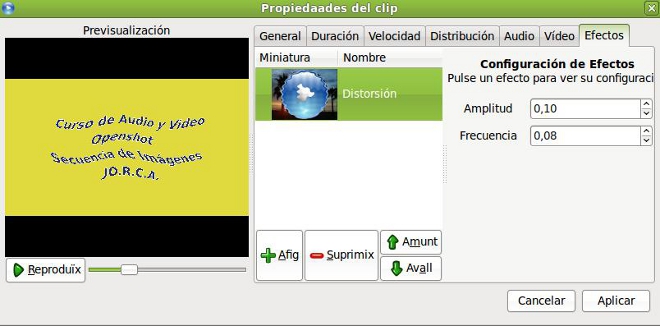 Propiedaades del clip
Previsualización
General Duración Velocidad Distribución Audio Vídeo Efectos
Miniatura Nombre
Configuración de Efectos
Pulse un efecto para ver su configuraci
Distorsión
Amplitud 0,10
Frecuencia 0,08
Curso de Audio y Video
Openshot
Secuencia de Imágenes
JO.R.C.A.
Afig Suprimix Amunt
Avall
Reproduïx
Cancelar Aplicar